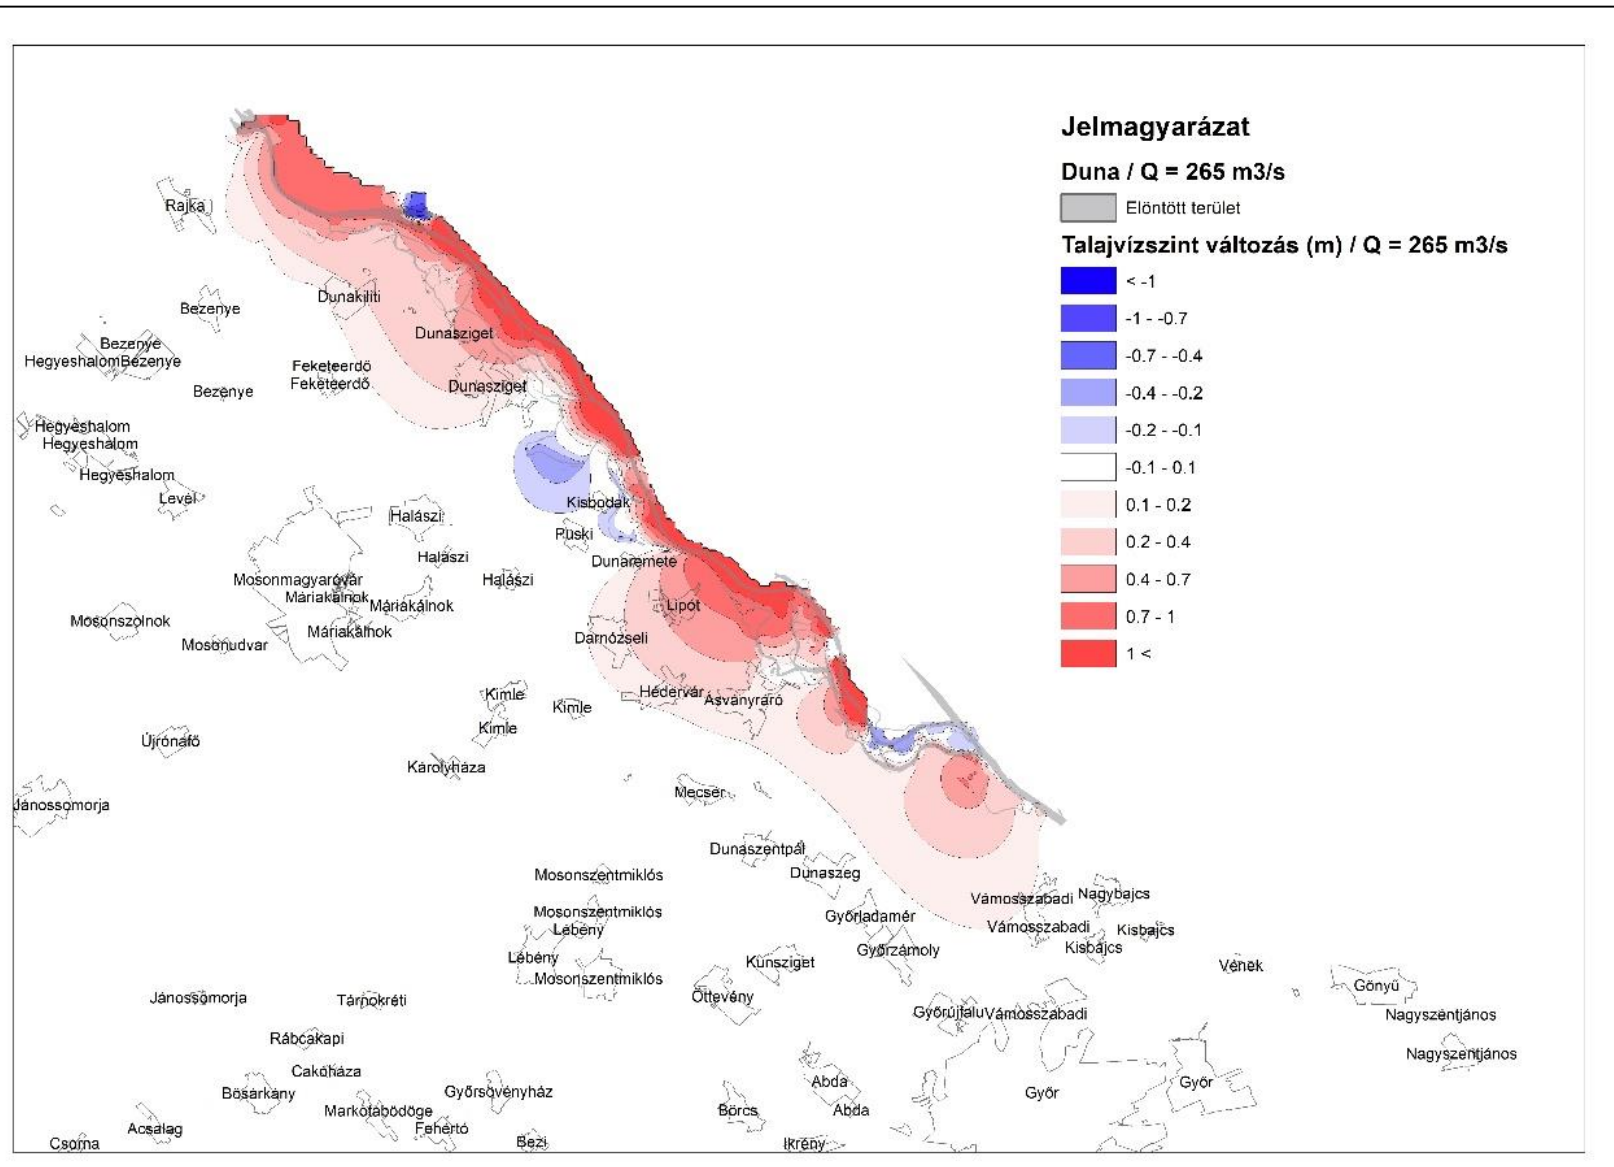 Jelmagyarázat
Duna / Q = 265 m3/s
Elöntött terület
Talajvízszint változás (m) / Q = 265 m3/s
< -1
-1 - -0.7
-0.7 - -0.4
-0.4 - -0.2
-0.2 - -0.1
-0.1 - 0.1
0.1 - 0.2
0.2 - 0.4
0.4 - 0.7
0.7 - 1
1 <
Rajka
Dunakiliti
Bezenye
Dunasziget
Bezenye
HegyeshalomBezenye
Feketeerdő
Feketeerdő
Dunasziget
Bezenye
Hegyeshalom
Hegyeshalom
Hegyeshalom
Levél
Kisbodak
Halászi
Püski
Halászi
Dunaremete
Halászi
Mosonmagyaróvár
Máriakálnok
Máriakálnok
Lipót
Mosonszolnok
Máriakálnok
Darnózseli
Mosonudvar
Kimle
Hédervár
Ásványráró
Kimle
Kimle
Újrónafő
Károlyháza
Mecsér
Jánossomorja
Dunaszentpál
Dunaszeg
Mosonszentmiklós
Vámosszabadi
Nagybajcs
Mosonszentmiklós
Győrladamér
Lébény
Vámosszabadi
Kisbajcs
Kisbajcs
Győrzámoly
Lébény
Kunsziget
Vének
Mosonszentmiklós
Gönyű
Jánossomorja
Tárnokréti
Öttevény
GyőrújfaluVámosszabadi
Nagyszentjános
Rábcakapi
Nagyszentjános
Cakóháza
Abda
Győr
Bősárkány
Győrsövényház
Győr
Markotabödöge
Börcs
Abda
Acsalag
Fehértó
Csorna
Bezi
Ikrény